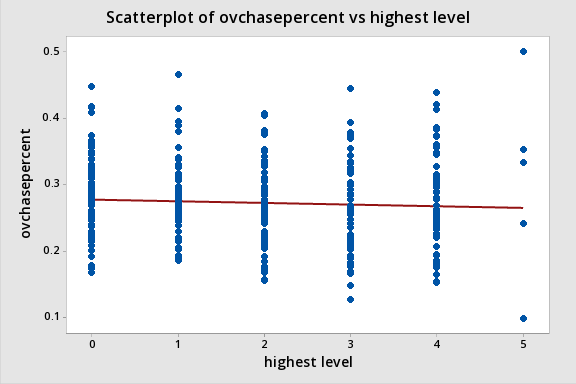 Scatterplot of ovchasepercent vs highest level
0.5
0.4
0.3
0.2
0.1
ovchasepercent
0 1 2 3 4 5
highest level